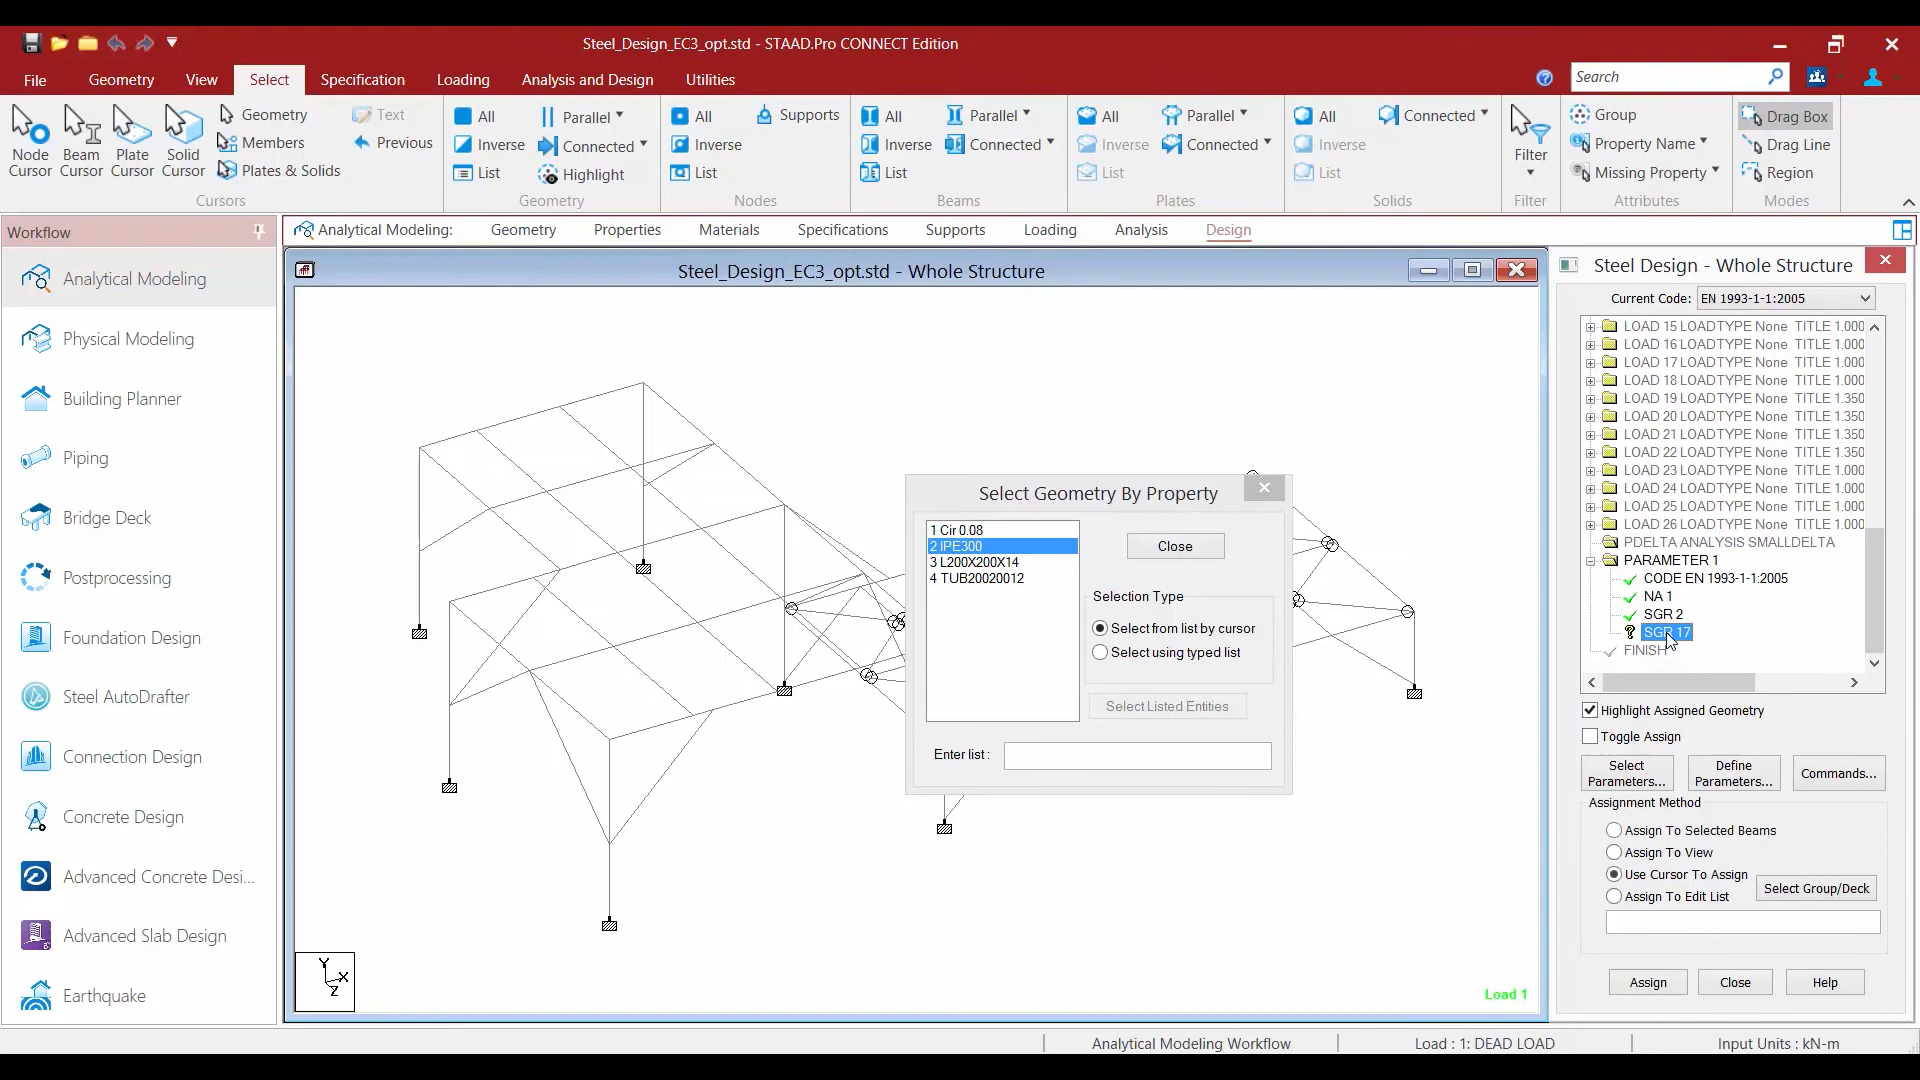 Steel_Design_EC3_opt.std - STAAD.Pro CONNECT Edition
File Geometry View Select Specification Loading Analysis and Design Utilities Search
Node Cursor
Beam Cursor
Plate Cursor
Solid Cursor
Geometry
Members
Plates & Solids
Text
Previous
Cursors
All
Inverse
List
Parallel
Connected
Highlight
Geometry
All
Inverse
List
Supports
Nodes
All
Inverse
List
Parallel
Connected
Beams
All
Inverse
List
Parallel
Connected
Plates
All
Inverse
List
Connected
Solids
Filter
Filter
Group
Property Name
Missing Property
Attributes
Drag Box
Drag Line
Region
Modes
Workflow
Analytical Modeling
Physical Modeling
Building Planner
Piping
Bridge Deck
Postprocessing
Foundation Design
Steel AutoDrafter
Connection Design
Concrete Design
Advanced Concrete Desi...
Advanced Slab Design
Earthquake
Analytical Modeling: Geometry Properties Materials Specifications Supports Loading Analysis Design
Steel_Design_EC3_opt.std - Whole Structure
Select Geometry By Property
1 Cir 0.08
2 IPE300
3 L200X200X14
4 TUB20020012
Close
Selection Type
Select from list by cursor
Select using typed list
Select Listed Entities
Enter list :
Y
X
Z
Load 1
Steel Design - Whole Structure
Current Code: EN 1993-1-1:2005
LOAD 15 LOADTYPE None TITLE 1.000
LOAD 16 LOADTYPE None TITLE 1.000
LOAD 17 LOADTYPE None TITLE 1.000
LOAD 18 LOADTYPE None TITLE 1.000
LOAD 19 LOADTYPE None TITLE 1.350
LOAD 20 LOADTYPE None TITLE 1.350
LOAD 21 LOADTYPE None TITLE 1.350
LOAD 22 LOADTYPE None TITLE 1.350
LOAD 23 LOADTYPE None TITLE 1.000
LOAD 24 LOADTYPE None TITLE 1.000
LOAD 25 LOADTYPE None TITLE 1.000
LOAD 26 LOADTYPE None TITLE 1.000
PDELTA ANALYSIS SMALLDELTA
PARAMETER 1
CODE EN 1993-1-1:2005
NA 1
SGR 2
SGR 17
FINISH
Highlight Assigned Geometry
Toggle Assign
Select Parameters...
Define Parameters...
Commands...
Assignment Method
Assign To Selected Beams
Assign To View
Use Cursor To Assign
Select Group/Deck
Assign To Edit List
Assign Close Help
Analytical Modeling Workflow Load : 1: DEAD LOAD Input Units : kN-m